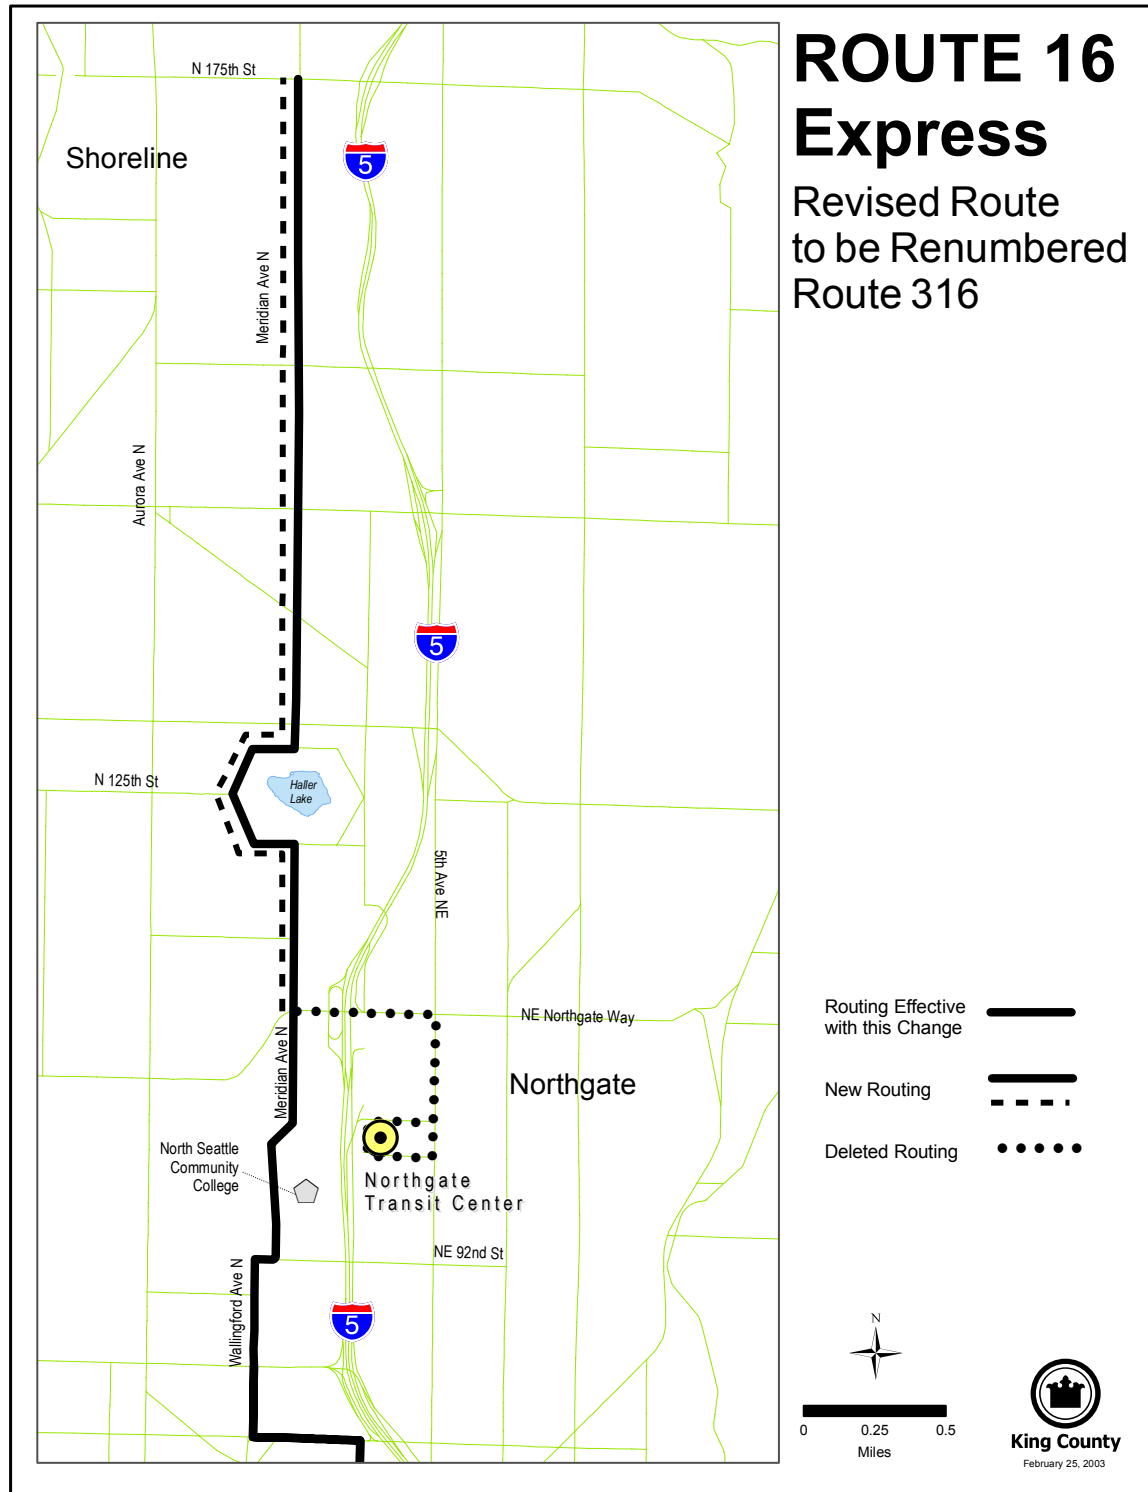 ROUTE 16
Express
Revised Route
to be Renumbered
Route 316
N 175th St
Shoreline
5
Meridian Ave N
Aurora Ave N
5
N 125th St
Haller
Lake
5th Ave NE
NE Northgate Way
Meridian Ave N
Northgate
North Seattle
Community
College
Northgate
Transit Center
NE 92nd St
Wallingford Ave N
5
Routing Effective
with this Change
New Routing
Deleted Routing
N
0 0.25 0.5
Miles
King County
February 25, 2003